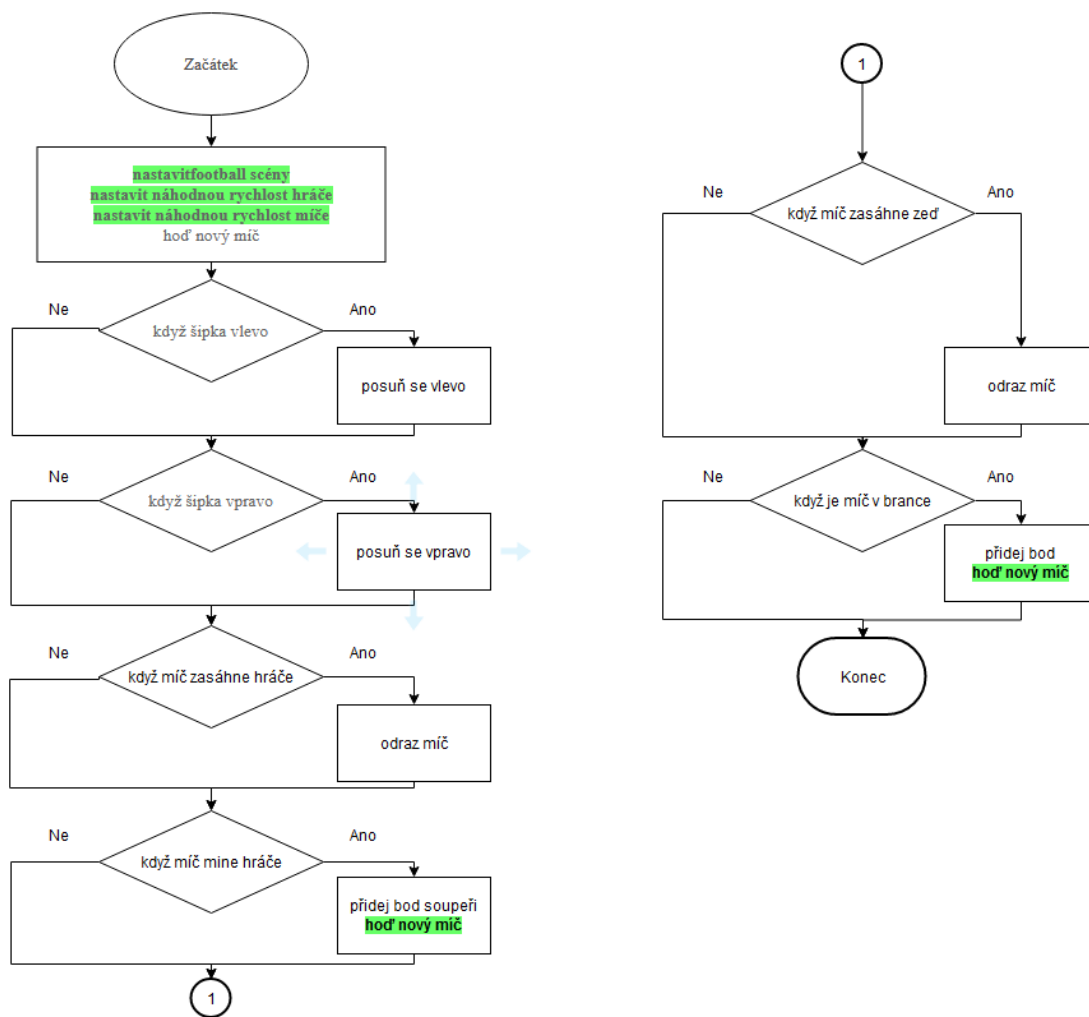 Začátek
nastavitfootball scény
nastavit náhodnou rychlost hráče
nastavit náhodnou rychlost míče
hoď nový míč
Ne
Ano
když šipka vlevo
posuň se vlevo
Ne
Ano
když šipka vpravo
posuň se vpravo
Ne
Ano
když míč zasáhne hráče
odraz míč
Ne
Ano
když míč mine hráče
přidej bod soupeři
hoď nový míč
1
1
Ne
Ano
když míč zasáhne zeď
odraz míč
Ne
Ano
když je míč v brance
přidej bod
hoď nový míč
Konec